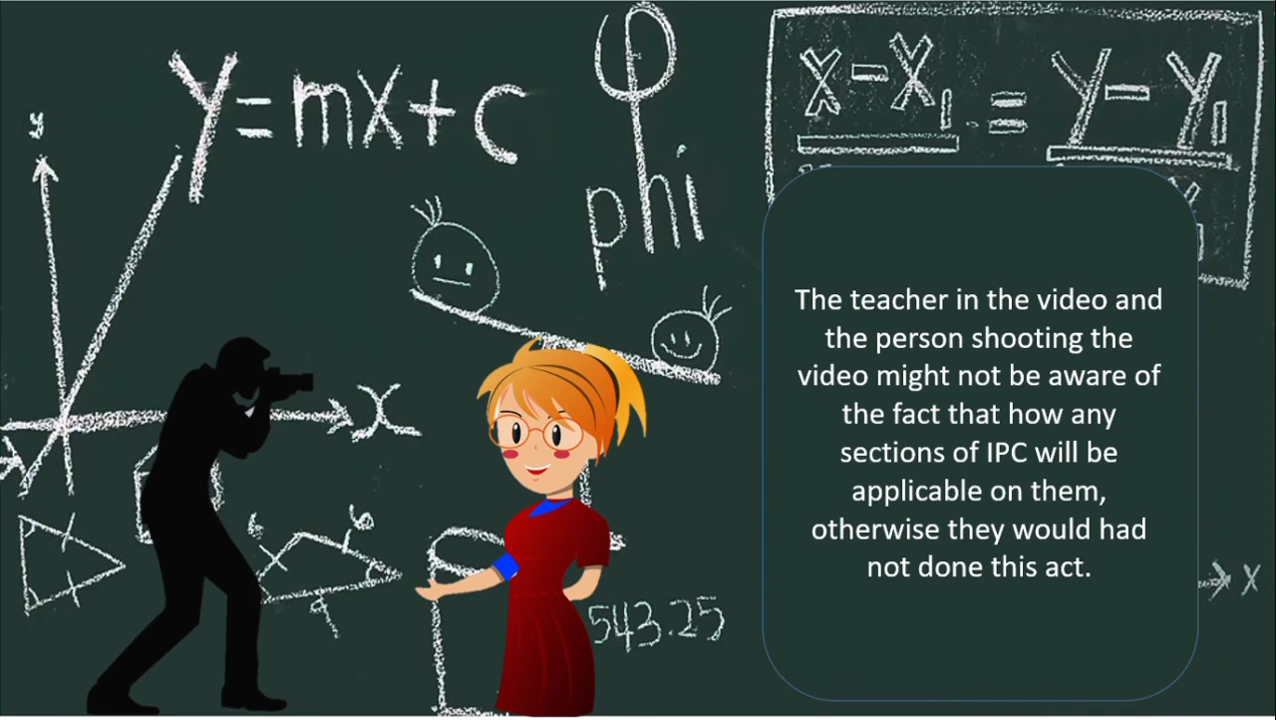 y
Y=mX+c
φ
phi
X-X1 = Y-Y1
The teacher in the video and
the person shooting the
video might not be aware of
the fact that how any
sections of IPC will be
applicable on them,
otherwise they would had
not done this act.
x
6
9
543.25
x